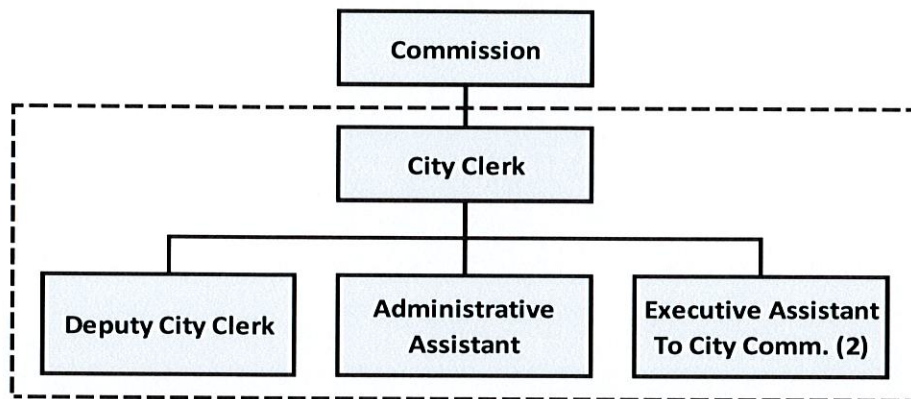 Commission
City Clerk
Deputy City Clerk
Administrative
Assistant
Executive Assistant
To City Comm. (2)